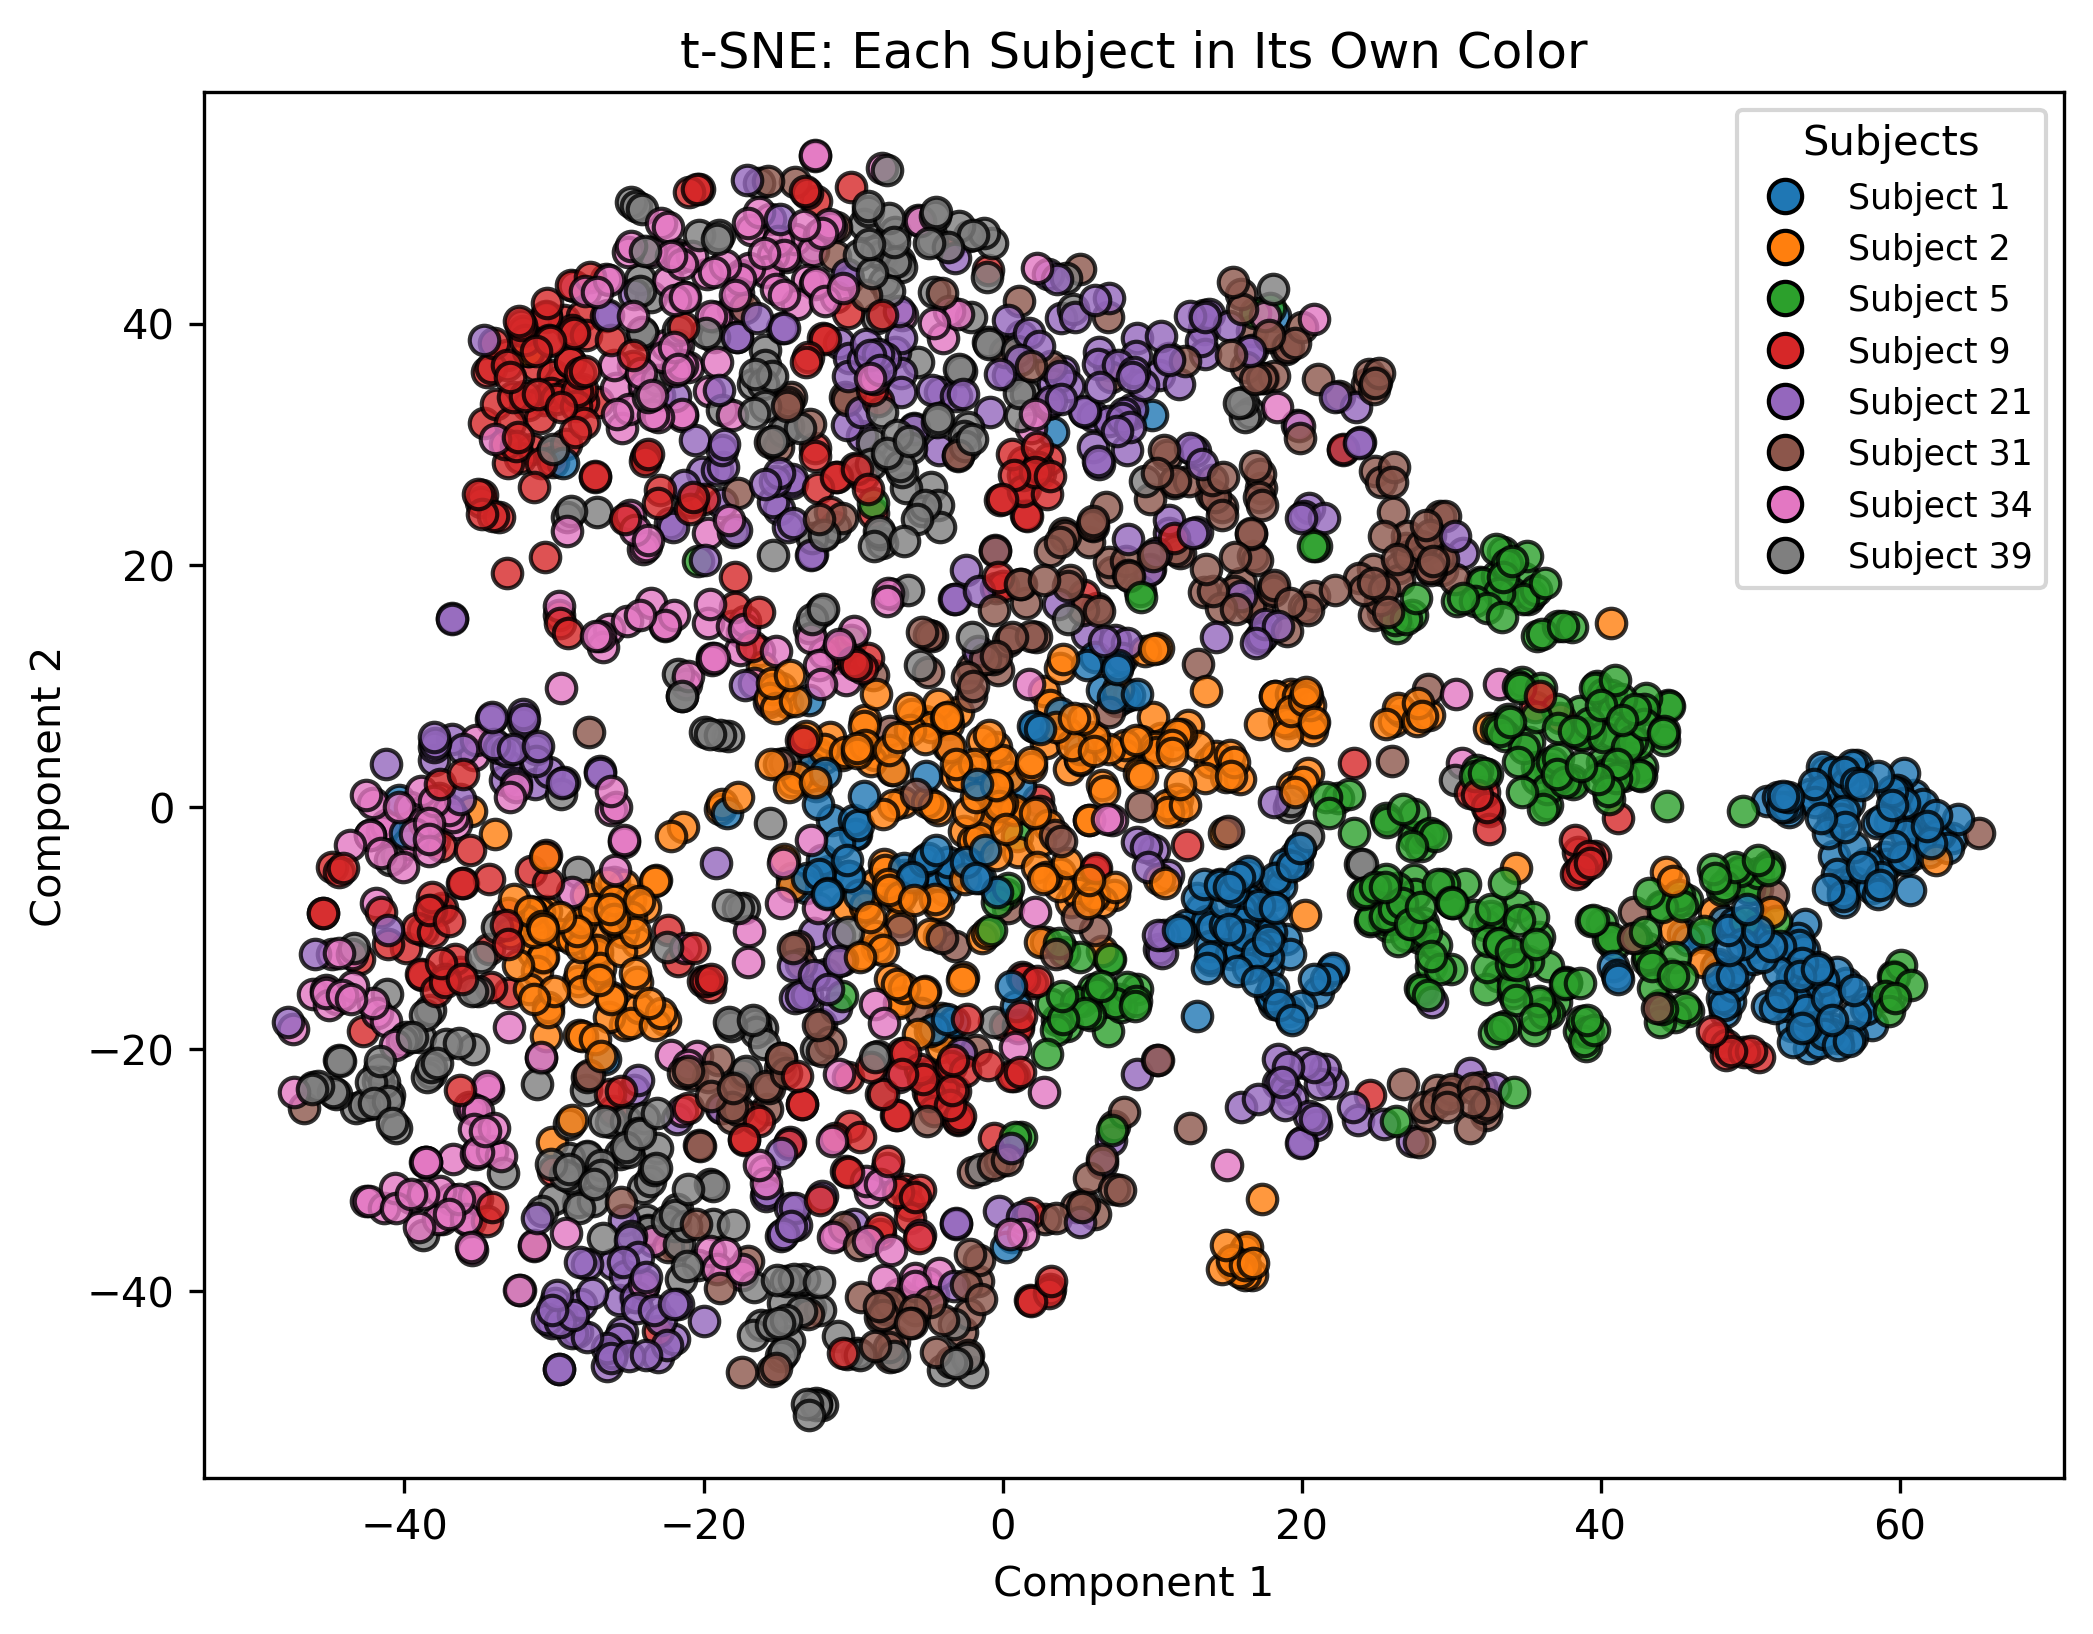 t-SNE: Each Subject in Its Own Color
Subjects
Subject 1
Subject 2
Subject 5
Subject 9
Subject 21
Subject 31
Subject 34
Subject 39
Component 2
40
20
0
−20
−40
−40
−20
0
20
40
60
Component 1